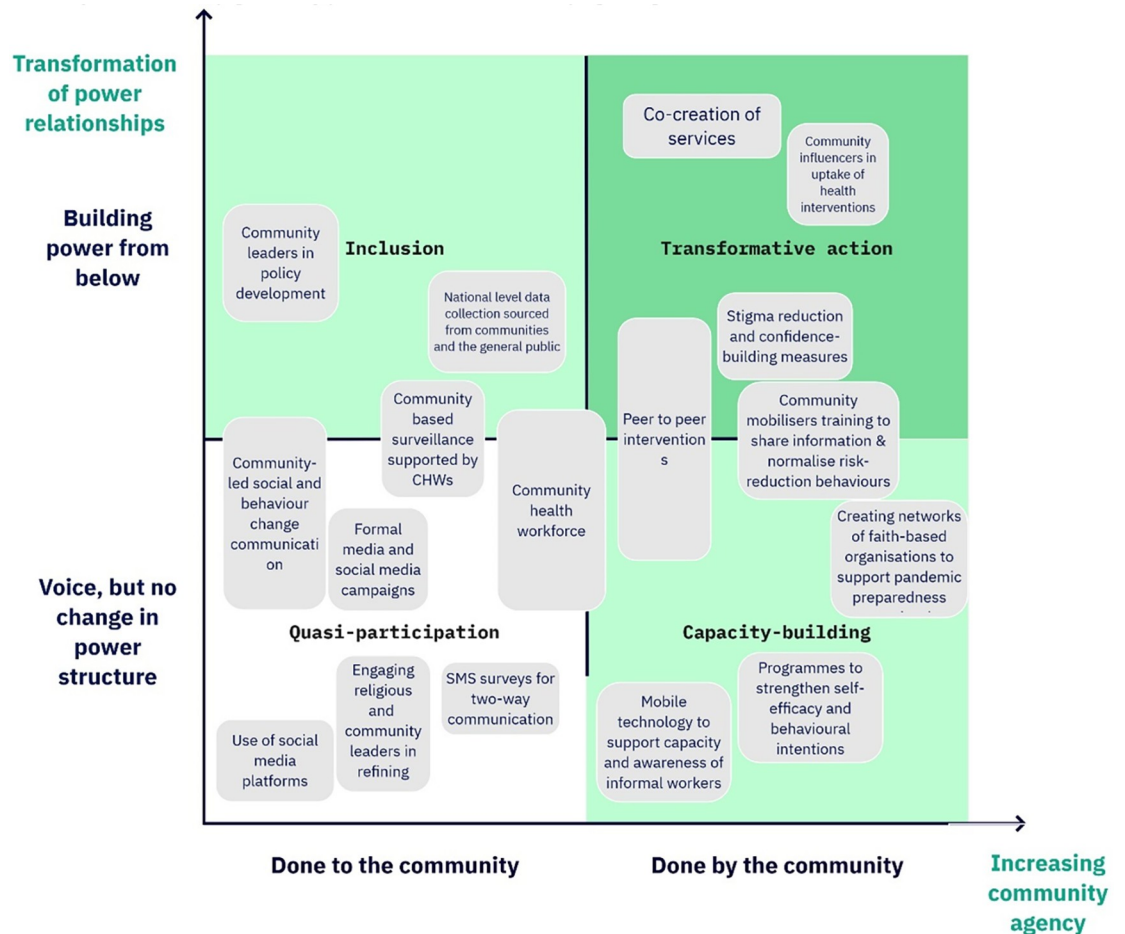 Transformation
of power
relationships
Building
power from
below
Voice, but no
change in
power
structure
Co-creation of
services
Community
influencers in
uptake of
health
interventions
Community
leaders in
policy
development
Inclusion
Transformative action
National level data
collection sourced
from communities
and the general public
Stigma reduction
and confidence-
building measures
Peer to peer
intervention
s
Community
mobilisers training to
share information &
normalise risk-
reduction behaviours
Community
based
surveillance
supported by
CHWs
Community-
led social and
behaviour
change
communicati
on
Community
health
workforce
Formal
media and
social media
campaigns
Creating networks
of faith-based
organisations to
support pandemic
preparedness
Quasi-participation
Capacity-building
Engaging
religious
and
community
leaders in
refining
SMS surveys for
two-way
communication
Use of social
media
platforms
Mobile
technology to
support capacity
and awareness of
informal workers
Programmes to
strengthen self-
efficacy and
behavioural
intentions
Done to the community
Done by the community
Increasing
community
agency